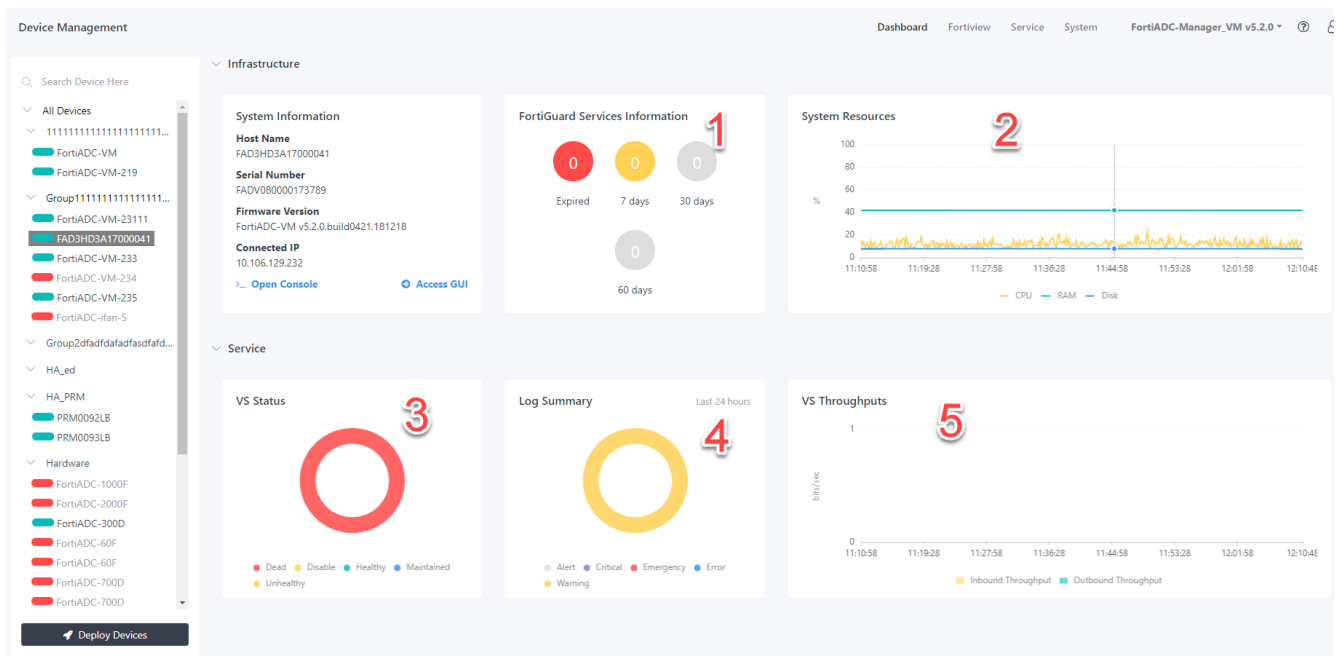 Device Management
Dashboard Fortiview Service System FortiADC-Manager_VM v5.2.0
Search Device Here
All Devices
111111111111111111111...
FortiADC-VM
FortiADC-VM-219
Group1111111111111111...
FortiADC-VM-23111
FAD3HD3A17000041
FortiADC-VM-233
FortiADC-VM-234
FortiADC-VM-235
FortiADC-ifan-5
Group2dfadfdafadfasdfafd...
HA_ed
HA_PRM
PRM0092LB
PRM0093LB
Hardware
FortiADC-1000F
FortiADC-2000F
FortiADC-300D
FortiADC-60F
FortiADC-60F
FortiADC-700D
FortiADC-700D
Deploy Devices
Infrastructure
System Information
Host Name
FAD3HD3A17000041
Serial Number
FADV080000173789
Firmware Version
FortiADC-VM v5.2.0,build0421,181218
Connected IP
10.106.129.232
>_ Open Console Access GUI
FortiGuard Services Information
1
0 0 0
Expired 7 days 30 days
0
60 days
System Resources
2
100
80
60
40
20
0
%
11:10:58 11:19:28 11:27:58 11:36:28 11:44:58 11:53:28 12:01:58 12:10:48
CPU RAM Disk
Service
VS Status
3
Dead Disable Healthy Maintained
Unhealthy
Log Summary Last 24 hours
4
Alert Critical Emergency Error
Warning
VS Throughputs
5
1
bits/sec
0
11:10:58 11:19:28 11:27:58 11:36:28 11:44:58 11:53:28 12:01:58 12:10:48
Inbound Throughput Outbound Throughput